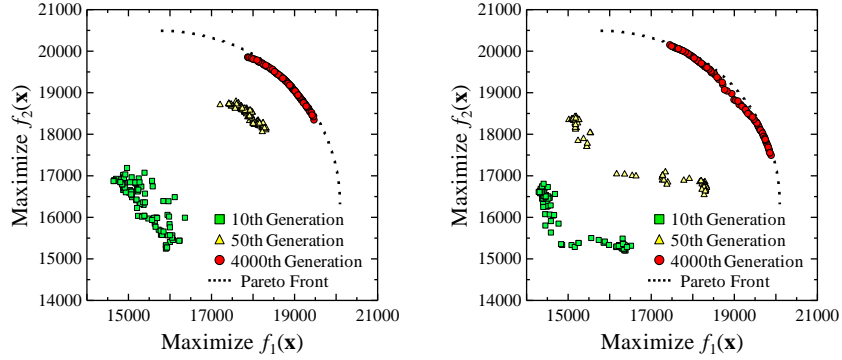 21000
20000
19000
18000
17000
16000
15000
14000
Maximize f2(x)
10th Generation
50th Generation
4000th Generation
Pareto Front
15000 17000 19000 21000
Maximize f1(x)
21000
20000
19000
18000
17000
16000
15000
14000
Maximize f2(x)
10th Generation
50th Generation
4000th Generation
Pareto Front
15000 17000 19000 21000
Maximize f1(x)